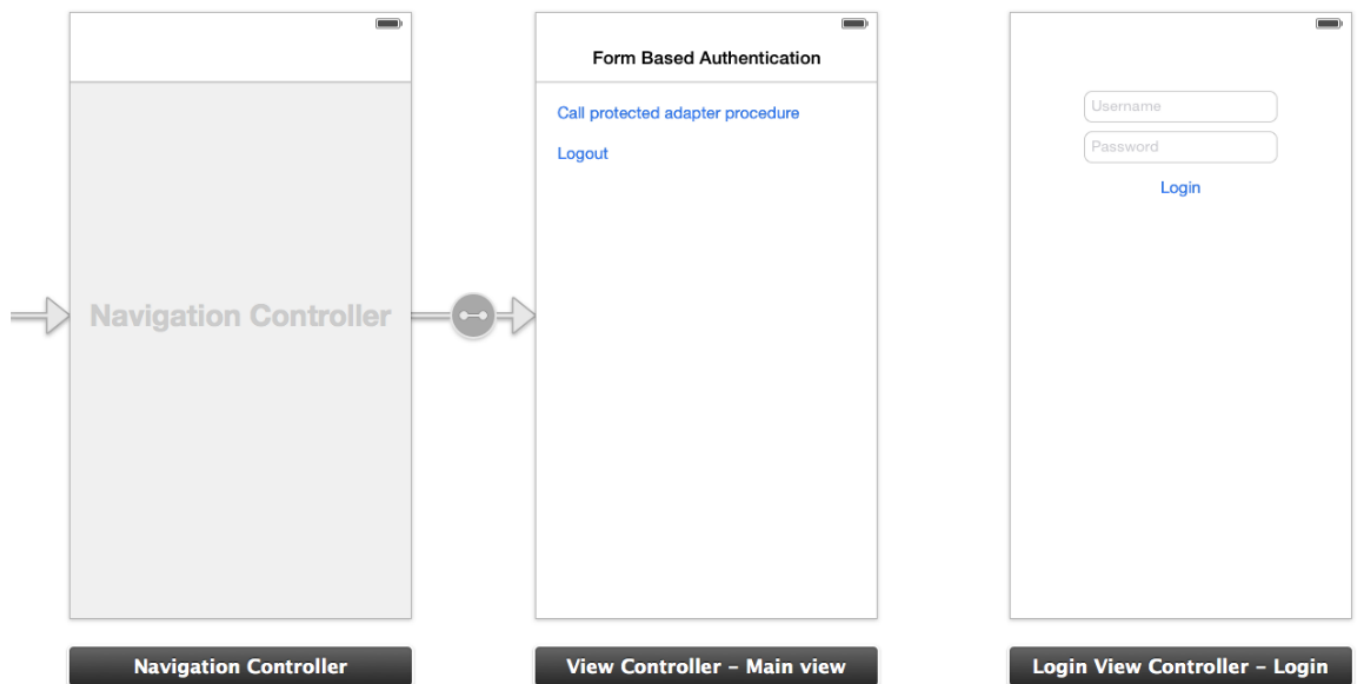 Navigation Controller
Navigation Controller
Form Based Authentication
Call protected adapter procedure
Logout
View Controller – Main view
Username
Password
Login
Login View Controller – Login